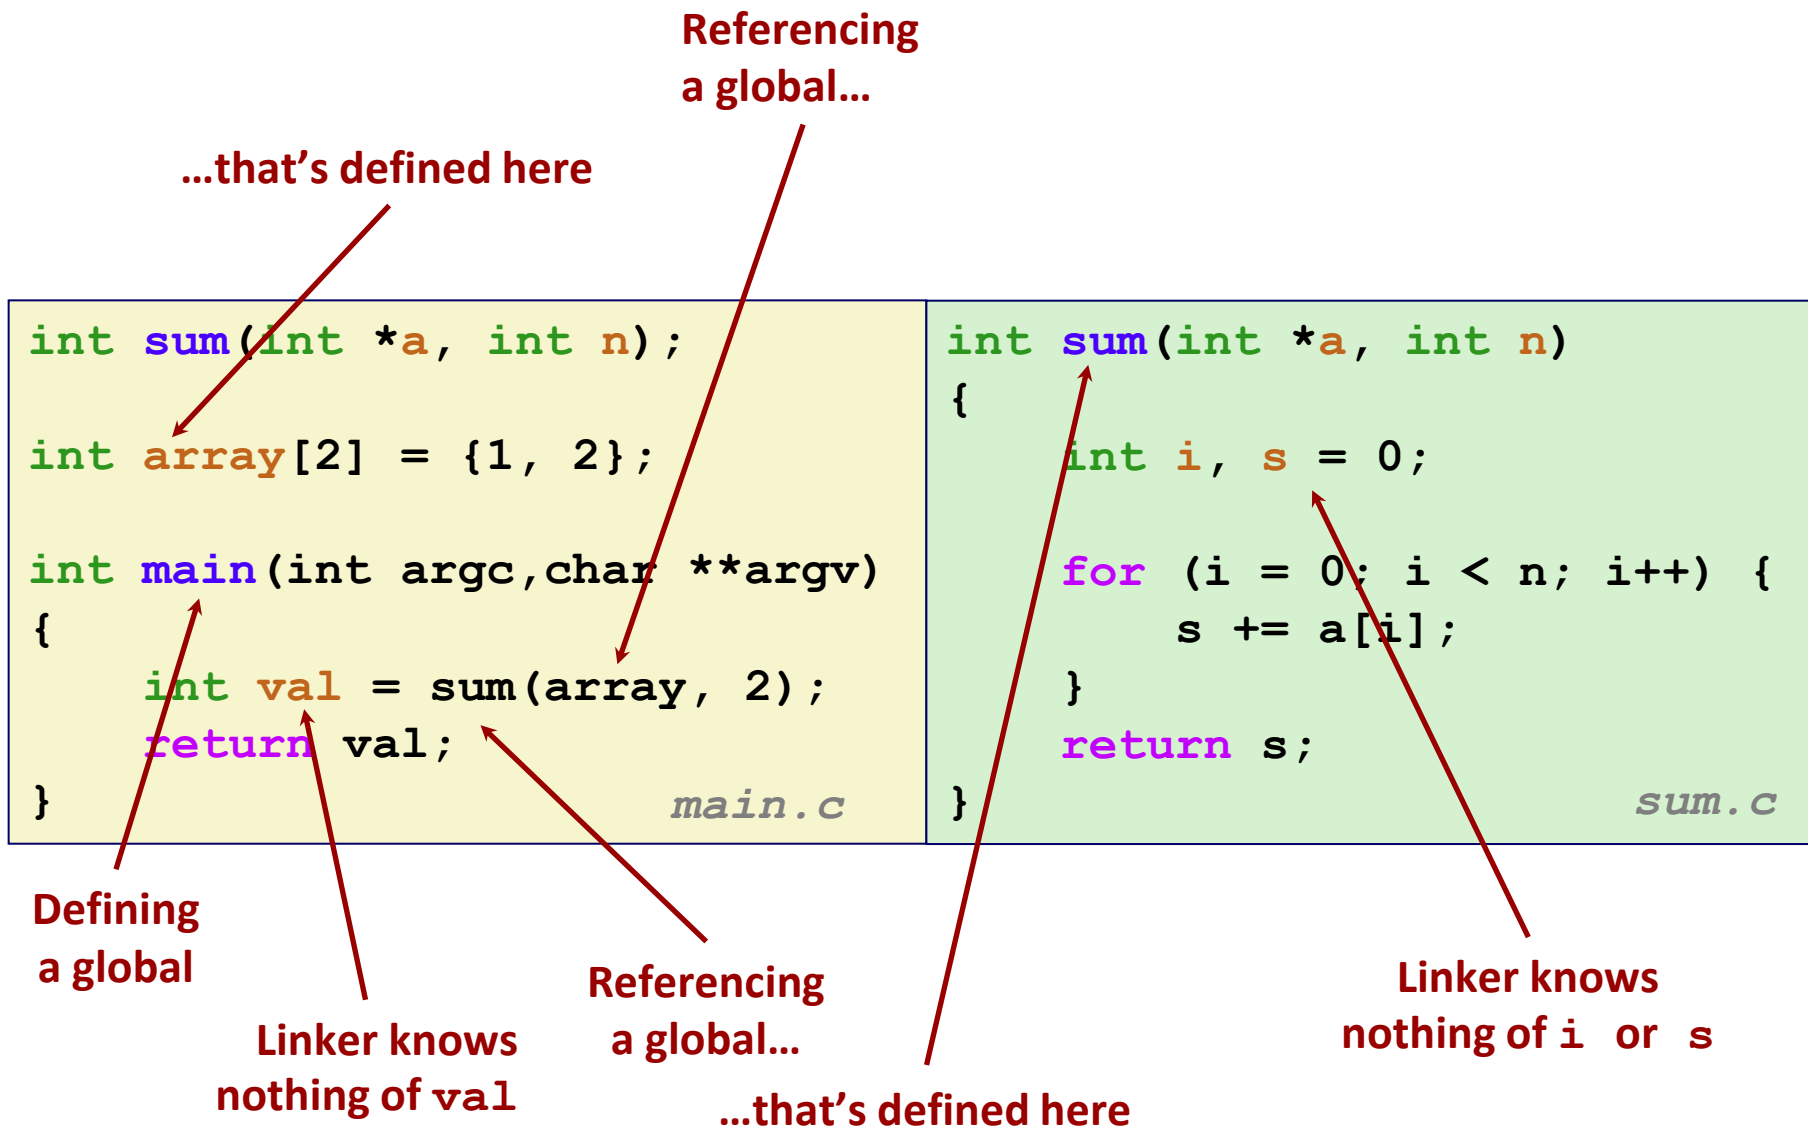 Referencing
a global…
…that’s defined here
int sum(int *a, int n);
int array[2] = {1, 2};
int main(int argc,char **argv)
{
    int val = sum(array, 2);
    return val;
}
main.c
int sum(int *a, int n)
{
    int i, s = 0;
    for (i = 0; i < n; i++) {
        s += a[i];
    }
    return s;
}
sum.c
Defining
a global
Linker knows
nothing of val
Referencing
a global…
…that’s defined here
Linker knows
nothing of i or s